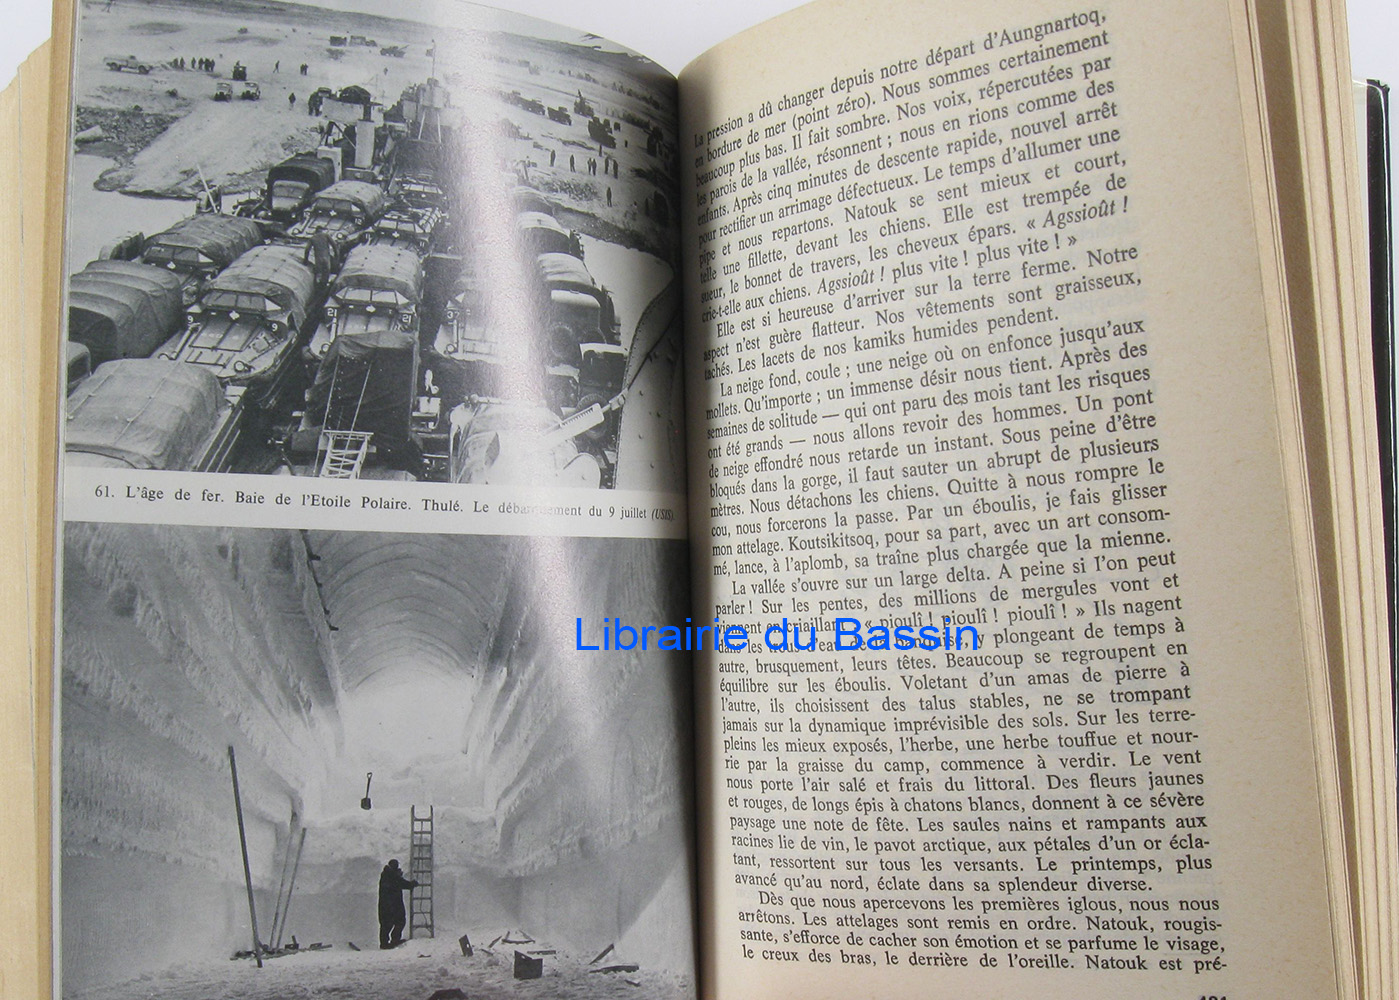 61. L'âge de fer. Baie de l'Etoile Polaire. Thulé. Le débarquement du 9 juillet (USIS).
La pression a dû changer depuis notre départ d'Aungnartoq,
en bordure de mer (point zéro). Nous sommes certainement
beaucoup plus bas. Il fait sombre. Nos voix, répercutées par
les parois de la vallée, résonnent ; nous en rions comme des
enfants. Après cinq minutes de descente rapide, nouvel arrêt
pour rectifier un arrimage défectueux. Le temps d'allumer une
pipe et nous repartons. Natouk se sent mieux et court,
telle une fillette, devant les chiens. Elle est trempée de
sueur, le bonnet de travers, les cheveux épars. « Agssioût !
crie-t-elle aux chiens. Agssioût ! plus vite ! plus vite ! »
Elle est si heureuse d'arriver sur la terre ferme. Notre
aspect n'est guère flatteur. Nos vêtements sont graisseux,
tachés. Les lacets de nos kamiks humides pendent.
La neige fond, coule ; une neige où on enfonce jusqu'aux
mollets. Qu'importe ; un immense désir nous tient. Après des
semaines de solitude — qui ont paru des mois tant les risques
ont été grands — nous allons revoir des hommes. Un pont
de neige effondré nous retarde un instant. Sous peine d'être
bloqués dans la gorge, il faut sauter un abrupt de plusieurs
mètres. Nous détachons les chiens. Quitte à nous rompre le
cou, nous forcerons la passe. Par un éboulis, je fais glisser
mon attelage. Koutsikitsoq, pour sa part, avec un art consom-
mé, lance, à l'aplomb, sa traîne plus chargée que la mienne.
La vallée s'ouvre sur un large delta. A peine si l'on peut
parler ! Sur les pentes, des millions de mergules vont et
viennent en criaillant : « pioulî ! pioulî ! pioulî ! » Ils nagent
dans les trous d'eau de la banquise, y plongeant de temps à
autre, brusquement, leurs têtes. Beaucoup se regroupent en
équilibre sur les éboulis. Voletant d'un amas de pierre à
l'autre, ils choisissent des talus stables, ne se trompant
jamais sur la dynamique imprévisible des sols. Sur les terre-
pleins les mieux exposés, l'herbe, une herbe touffue et nour-
rie par la graisse du camp, commence à verdir. Le vent
nous porte l'air salé et frais du littoral. Des fleurs jaunes
et rouges, de longs épis à chatons blancs, donnent à ce sévère
paysage une note de fête. Les saules nains et rampants aux
racines lie de vin, le pavot arctique, aux pétales d'un or écla-
tant, ressortent sur tous les versants. Le printemps, plus
avancé qu'au nord, éclate dans sa splendeur diverse.
Dès que nous apercevons les premières iglous, nous nous
arrêtons. Les attelages sont remis en ordre. Natouk, rougis-
sante, s'efforce de cacher son émotion et se parfume le visage,
le creux des bras, le derrière de l'oreille. Natouk est pré-
Librairie du Bassin